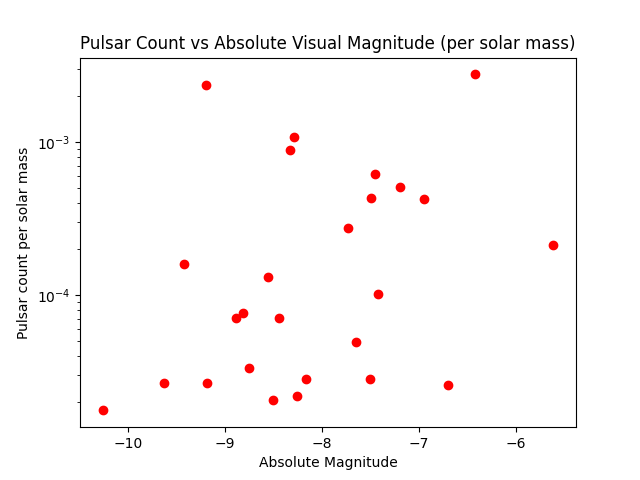 Pulsar Count vs Absolute Visual Magnitude (per solar mass)
Pulsar count per solar mass
10⁻³
10⁻⁴
−10
−9
−8
−7
−6
Absolute Magnitude